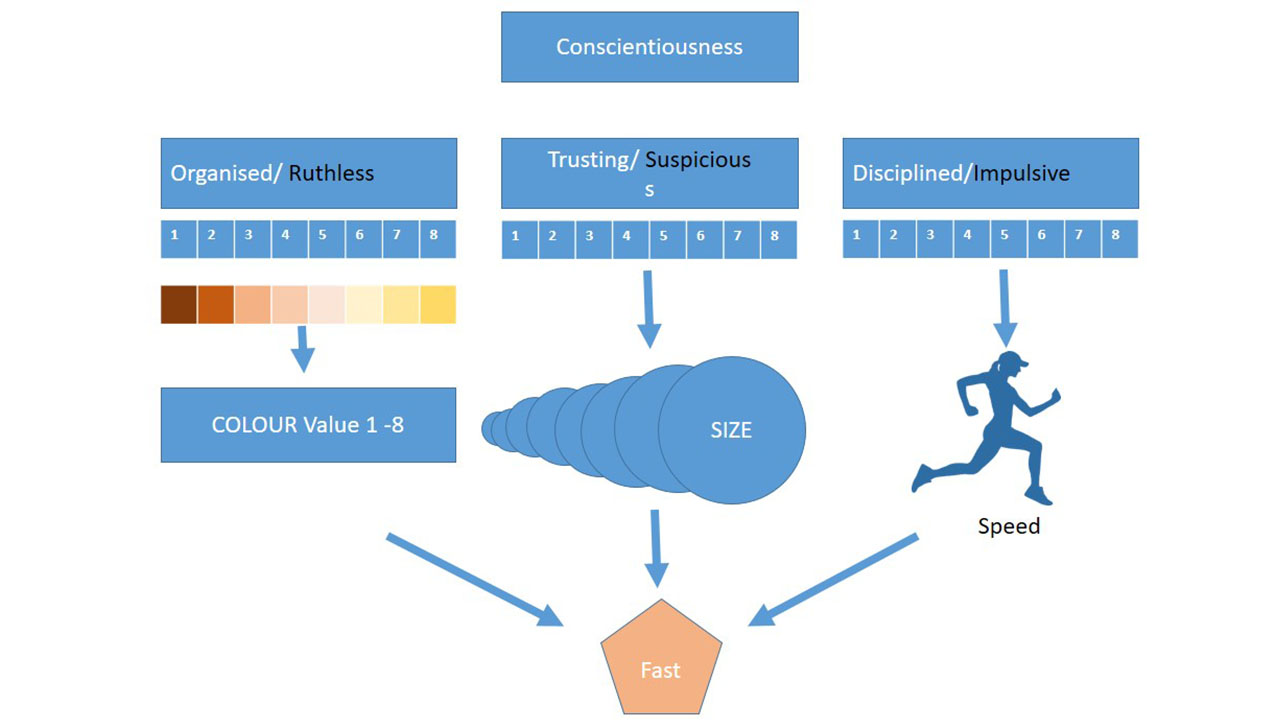 Conscientiousness
Organised/ Ruthless
Trusting/ Suspicious
s
Disciplined/Impulsive
1 2 3 4 5 6 7 8
1 2 3 4 5 6 7 8
1 2 3 4 5 6 7 8
COLOUR Value 1 -8
SIZE
Speed
Fast